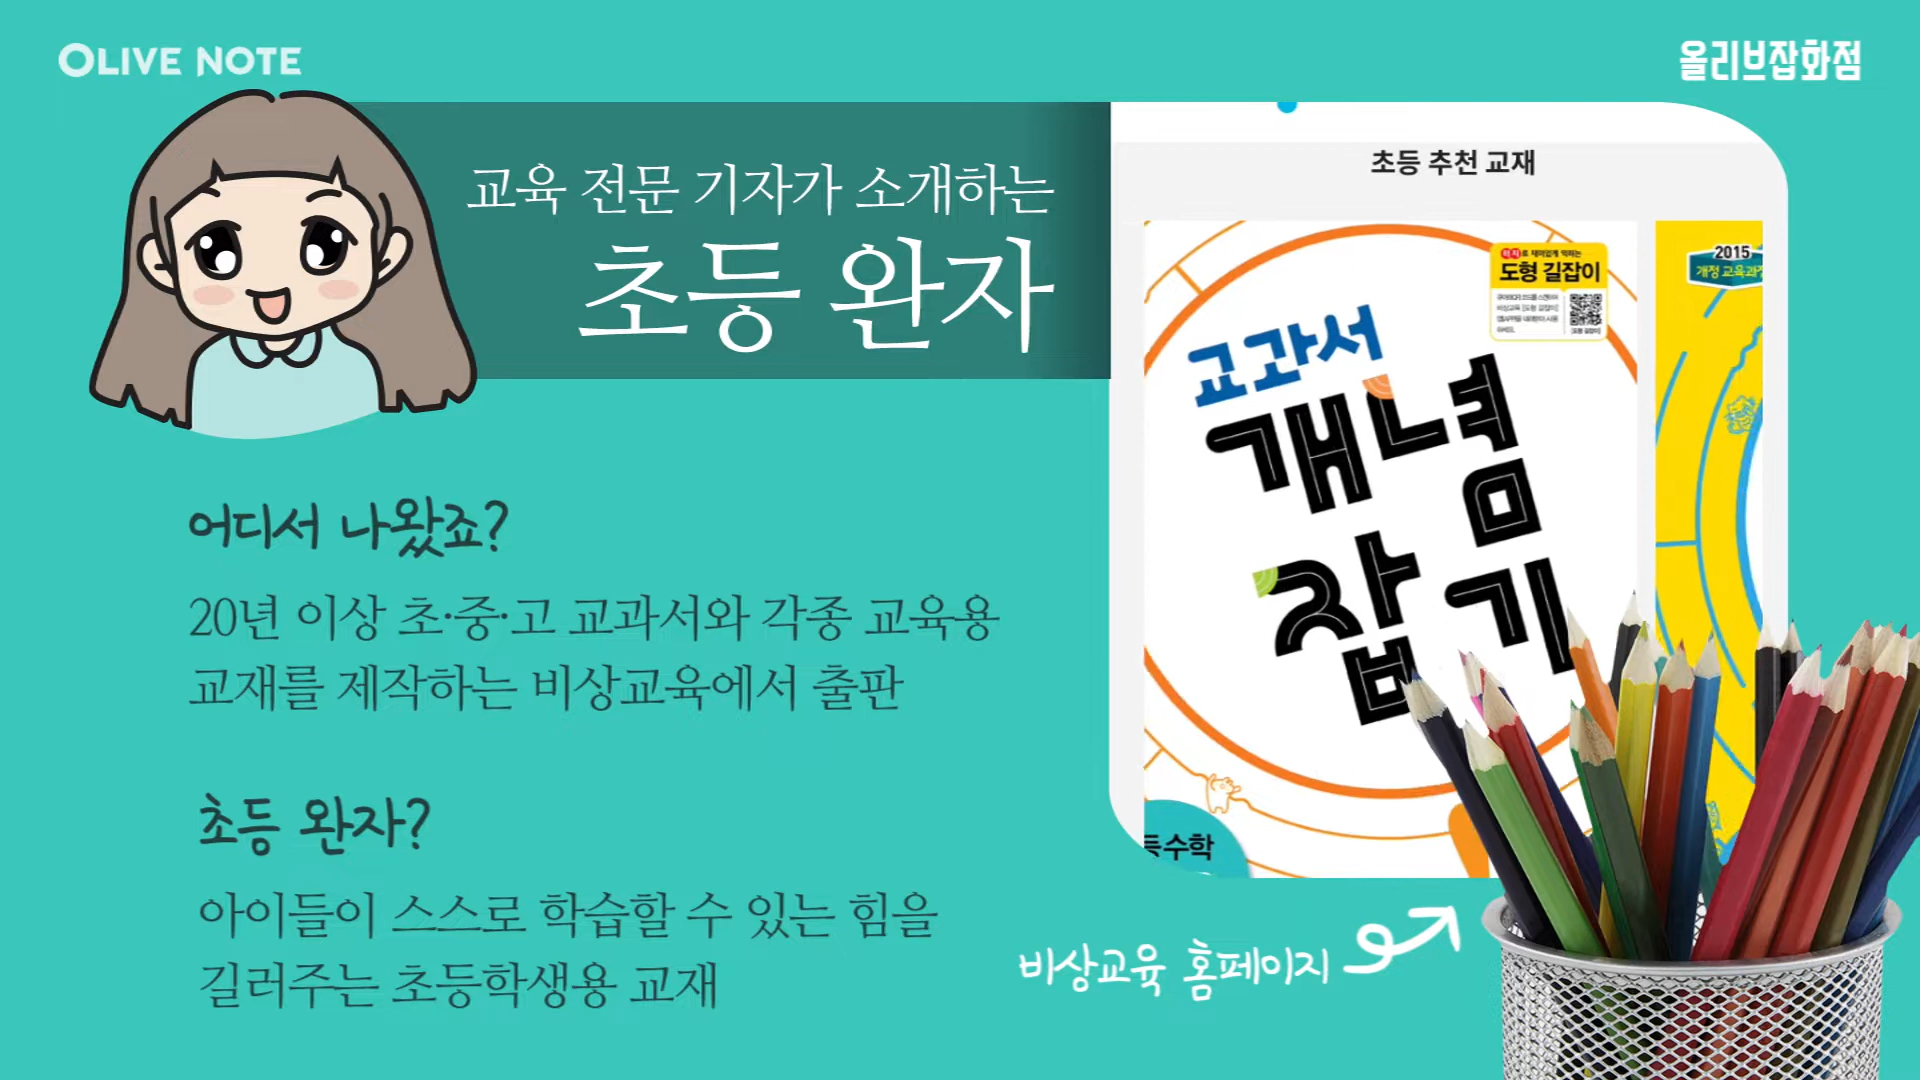 OLIVE NOTE
올리브잡화점
교육 전문 기자가 소개하는
초등 완자
어디서 나왔죠?
20년 이상 초·중·고 교과서와 각종 교육용
교재를 제작하는 비상교육에서 출판
초등 완자?
아이들이 스스로 학습할 수 있는 힘을
길러주는 초등학생용 교재
초등 추천 교재
도형 길잡이
교과서
개념
잡기
등수학
2015
개정 교육과정
비상교육 홈페이지